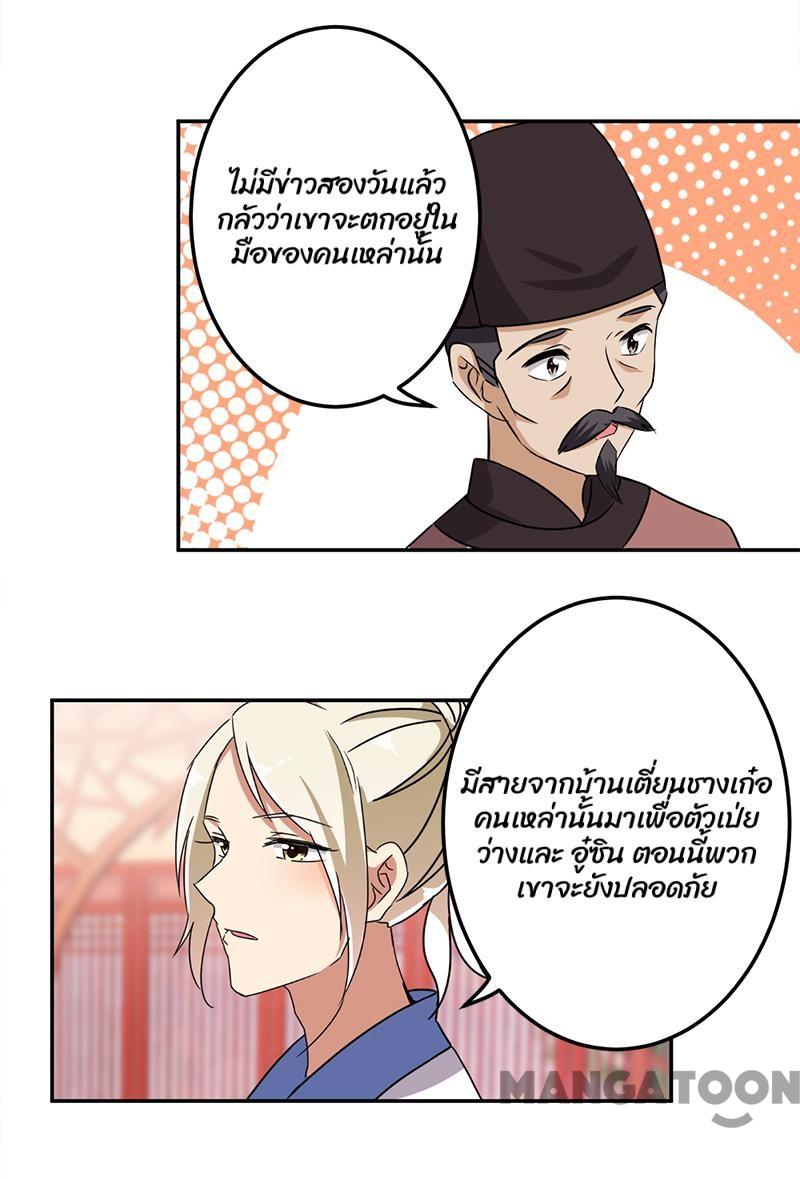 ไม่มีข่าวสองวันแล้ว
กลัวว่าเขาจะตกอยู่ใน
มือของคนเหล่านั้น
มีสายจากบ้านเตี่ยนชางเก๋อ
คนเหล่านั้นมาเพื่อตัวเป่ย
ว่างและ อู๋ซิน ตอนนี้พวก
เขาจะยังปลอดภัย
MANGATOON